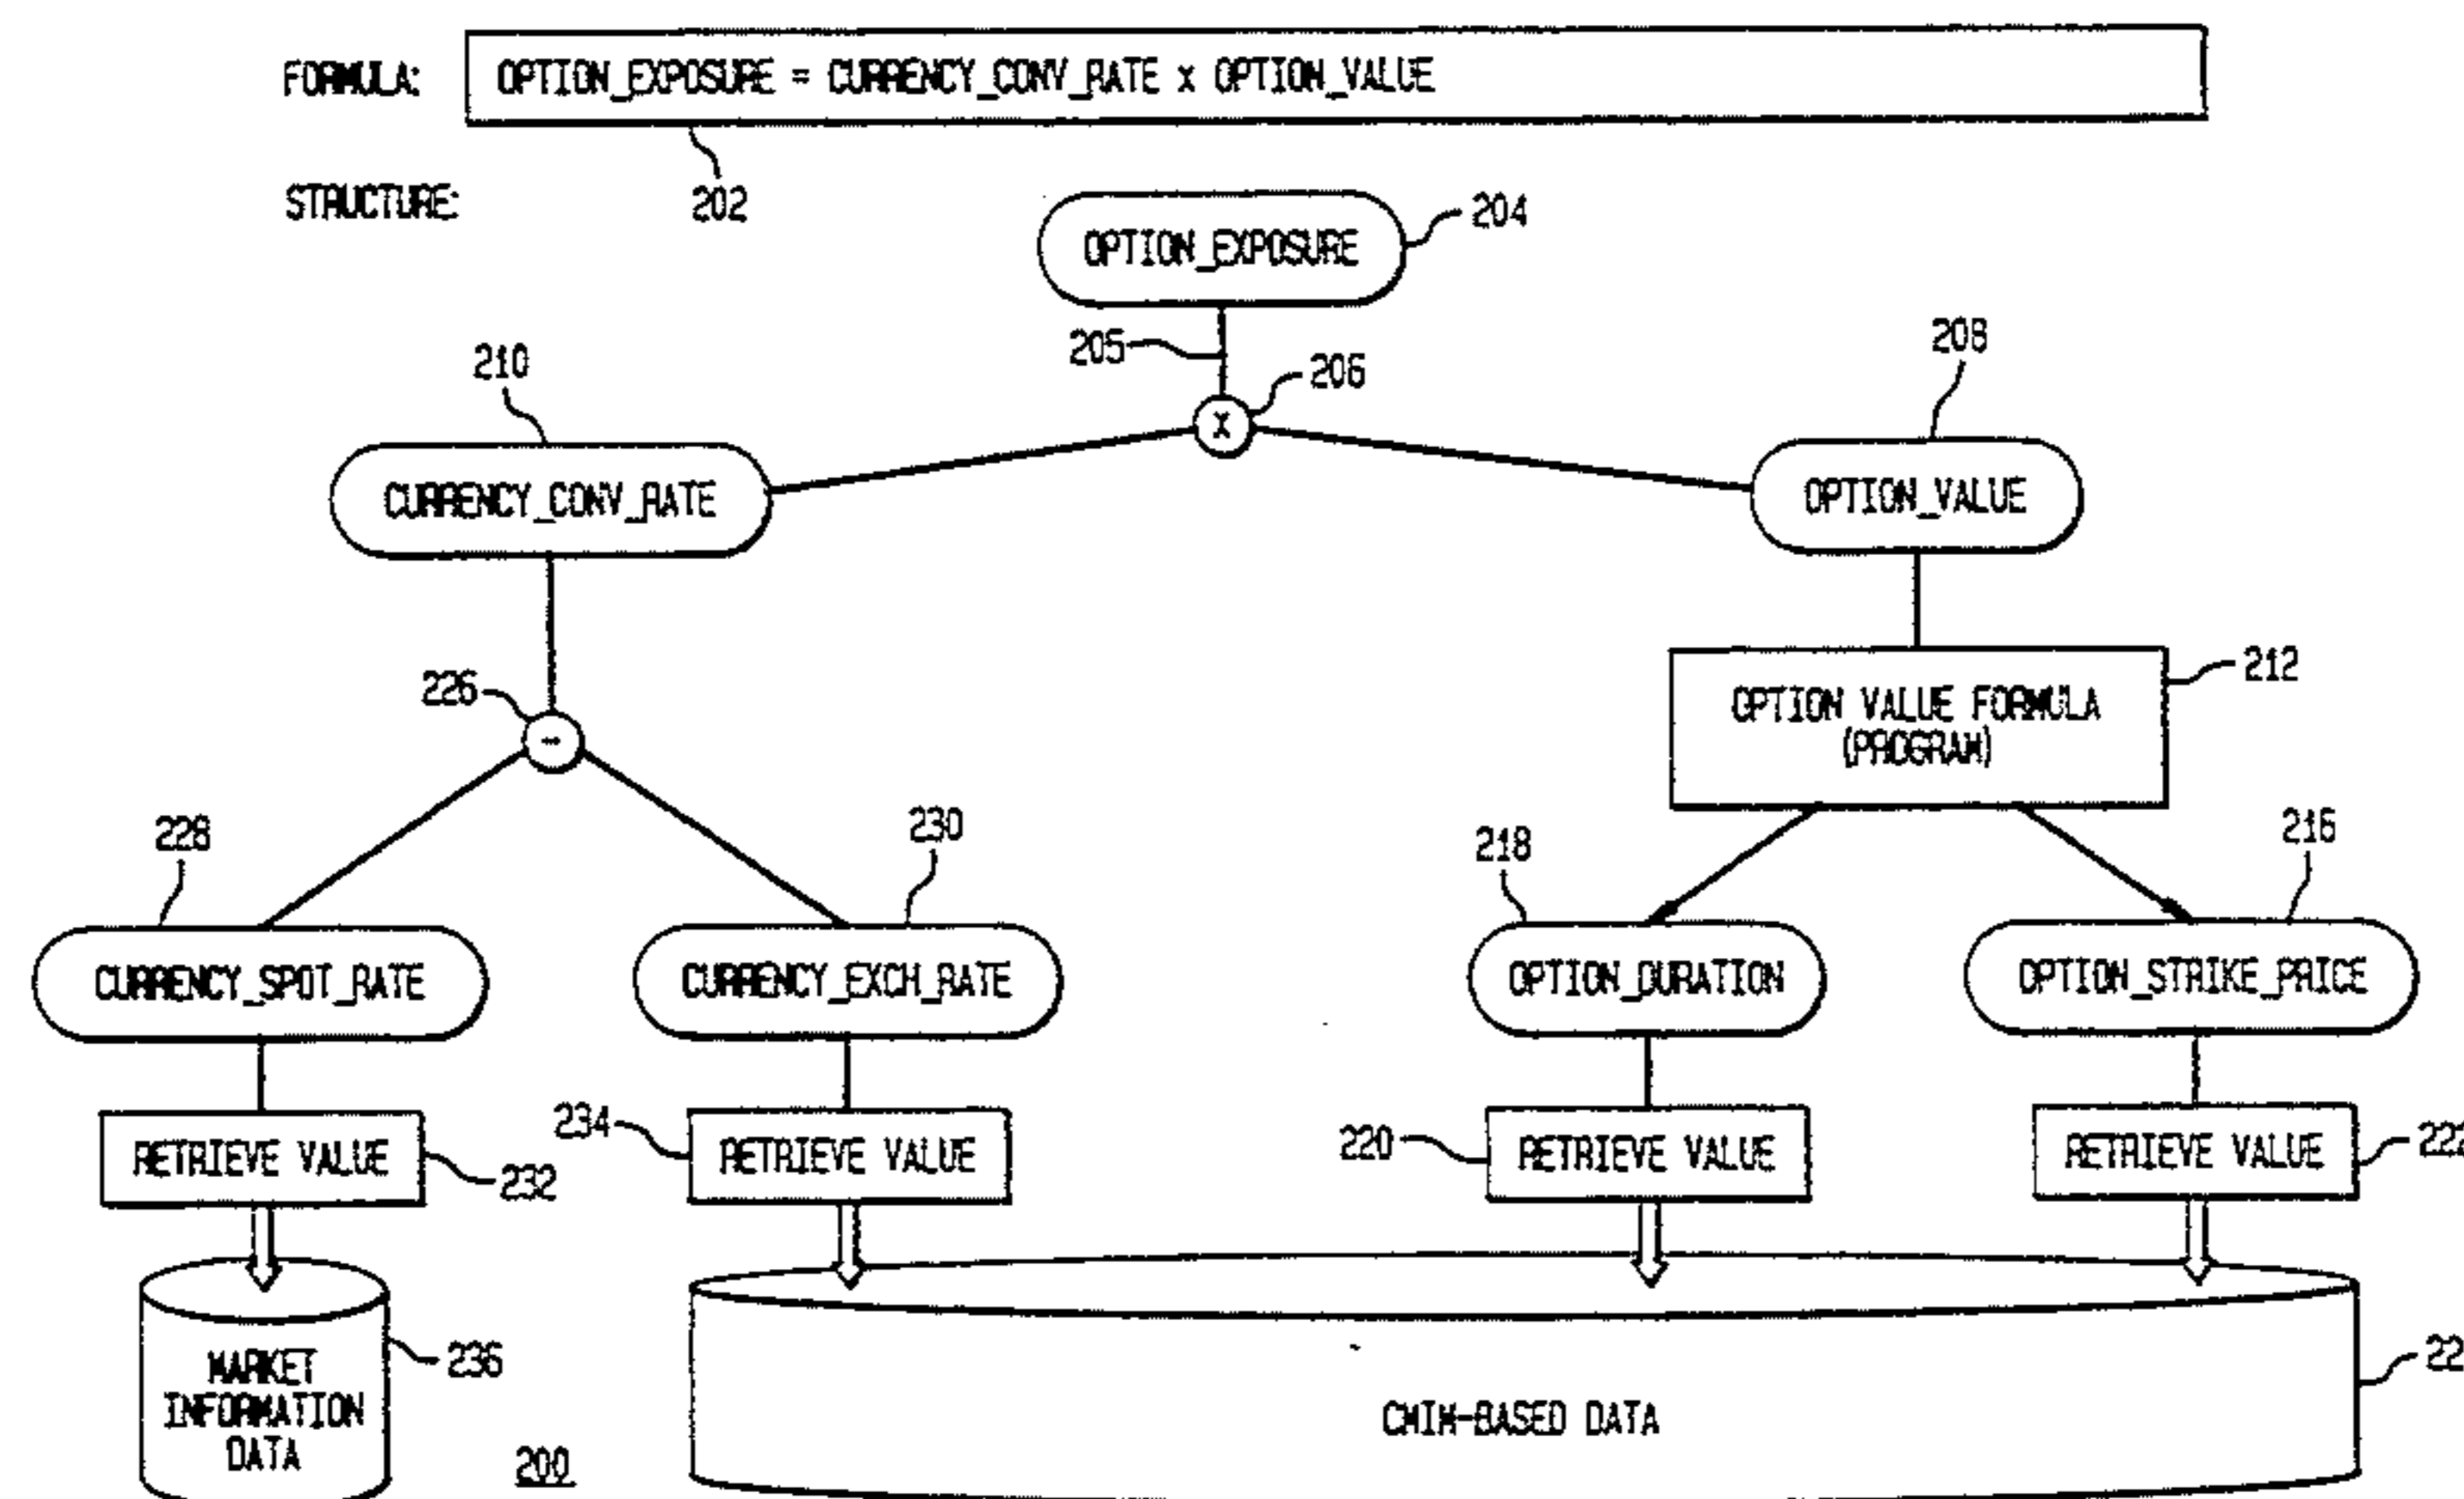 FORMULA: OPTION_EXPOSURE = CURRENCY_CONV_RATE x OPTION_VALUE
202
STRUCTURE:
OPTION_EXPOSURE
204
205
206
X
210
208
CURRENCY_CONV_RATE
OPTION_VALUE
226
-
212
OPTION VALUE FORMULA
(PROGRAM)
228
230
218
216
CURRENCY_SPOT_RATE
CURRENCY_EXCH_RATE
OPTION_DURATION
OPTION_STRIKE_PRICE
RETRIEVE VALUE
232
234
RETRIEVE VALUE
220
RETRIEVE VALUE
RETRIEVE VALUE
222
MARKET
INFORMATION
DATA
236
200
CMIM-BASED DATA